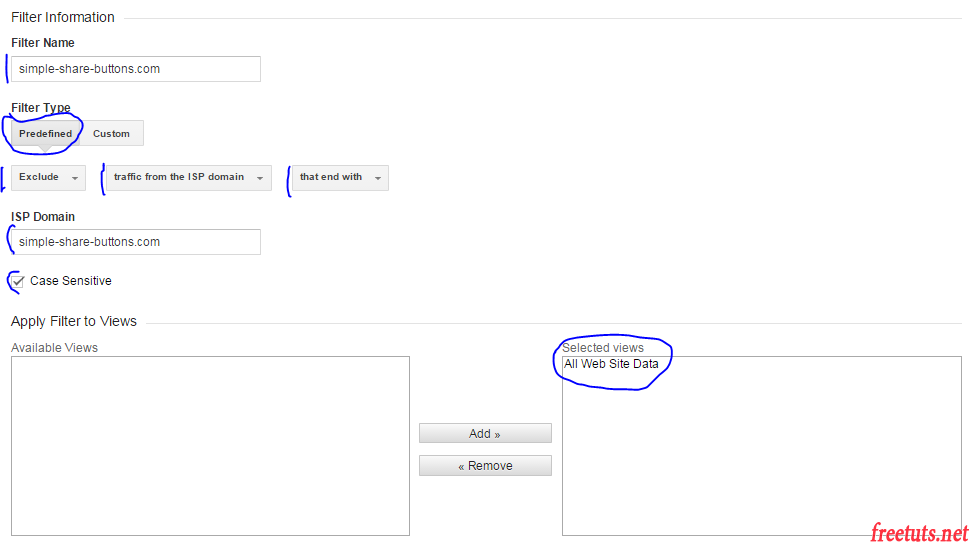 Filter Information
Filter Name
simple-share-buttons.com
Filter Type
Predefined Custom
Exclude traffic from the ISP domain that end with
ISP Domain
simple-share-buttons.com
Case Sensitive
Apply Filter to Views
Available Views Selected views
All Web Site Data
Add »
« Remove
freetuts.net